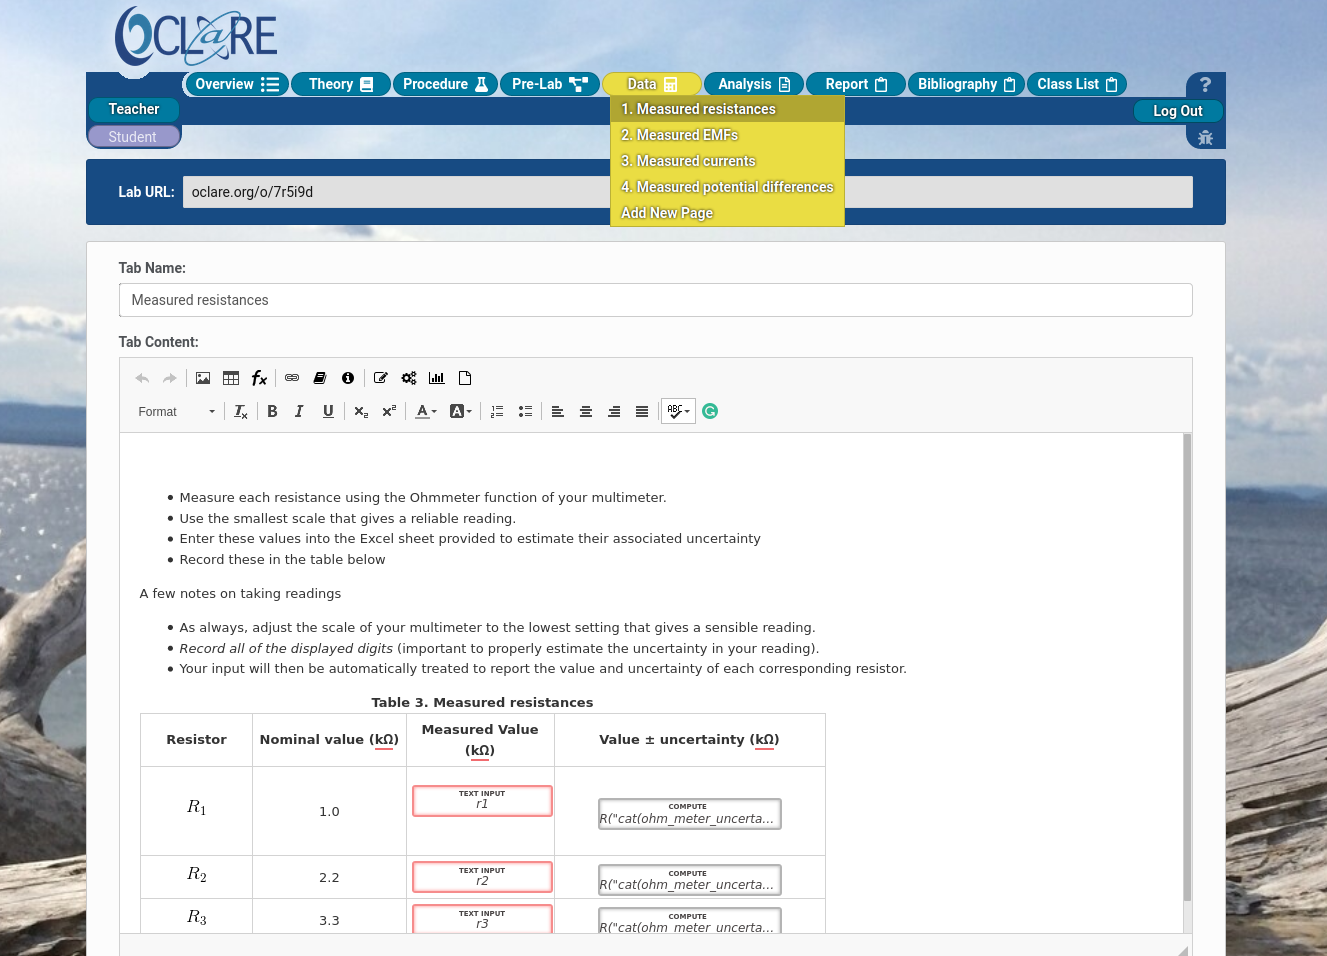 OCLaRE
Overview
Theory
Procedure
Pre-Lab
Data
Analysis
Report
Bibliography
Class List
?
Teacher
Student
Log Out
1. Measured resistances
2. Measured EMFs
3. Measured currents
4. Measured potential differences
Add New Page
Lab URL:
oclare.org/o/7r5i9d
Tab Name:
Measured resistances
Tab Content:
fx
Format
Tx
B
I
U
x₂
x²
A
A
ABC
G
Measure each resistance using the Ohmmeter function of your multimeter.
Use the smallest scale that gives a reliable reading.
Enter these values into the Excel sheet provided to estimate their associated uncertainty
Record these in the table below
A few notes on taking readings
As always, adjust the scale of your multimeter to the lowest setting that gives a sensible reading.
Record all of the displayed digits (important to properly estimate the uncertainty in your reading).
Your input will then be automatically treated to report the value and uncertainty of each corresponding resistor.
Table 3. Measured resistances
Resistor
Nominal value (kΩ)
Measured Value
(kΩ)
Value ± uncertainty (kΩ)
R₁
1.0
TEXT INPUT
r1
COMPUTE
R("cat(ohm_meter_uncerta...
R₂
2.2
TEXT INPUT
r2
COMPUTE
R("cat(ohm_meter_uncerta...
R₃
3.3
TEXT INPUT
r3
COMPUTE
R("cat(ohm_meter_uncerta...